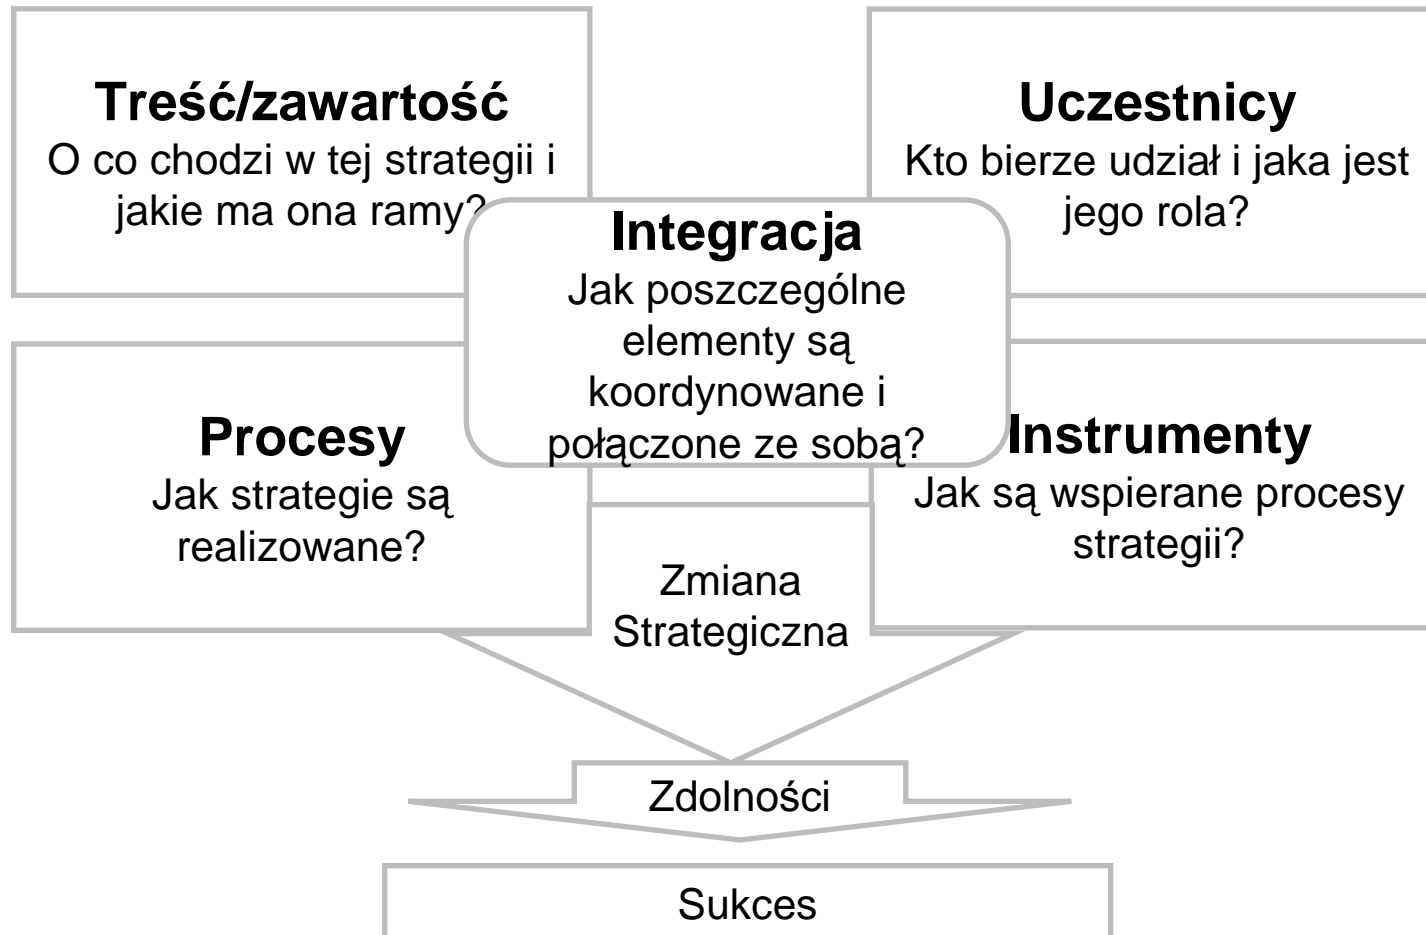 Treść/zawartość
O co chodzi w tej strategii i
jakie ma ona ramy?
Uczestnicy
Kto bierze udział i jaka jest
jego rola?
Integracja
Jak poszczególne
elementy są
koordynowane i
połączone ze sobą?
Procesy
Jak strategie są
realizowane?
Instrumenty
Jak są wspierane procesy
strategii?
Zmiana
Strategiczna
Zdolności
Sukces